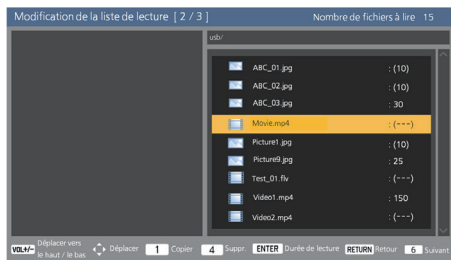 Modification de la liste de lecture [ 2 / 3 ] Nombre de fichiers à lire 15
usb/
ABC_01.jpg : (10)
ABC_02.jpg : (10)
ABC_03.jpg : 30
Movie.mp4 : (---)
Picture1.jpg : (10)
Picture9.jpg : 25
Test_01.flv : (---)
Video1.mp4 : 150
Video2.mp4 : (---)
VOL+/- Déplacer vers le haut / le bas Déplacer 1 Copier 4 Suppr. ENTER Durée de lecture RETURN Retour 6 Suivant